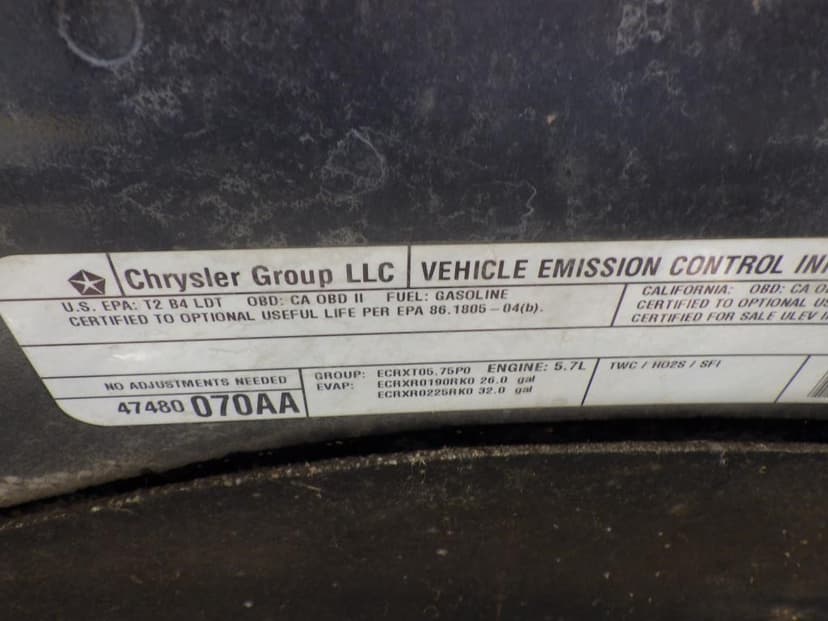 Chrysler Group LLC VEHICLE EMISSION CONTROL
U.S. EPA: T2 B4 LDT OBD: CA OBD II FUEL: GASOLINE
CERTIFIED TO OPTIONAL USEFUL LIFE PER EPA 86.1805-04(b).
CALIFORNIA: OBD: CA
CERTIFIED TO OPTIONAL
CERTIFIED FOR SALE ULEV
NO ADJUSTMENTS NEEDED
47480 070AA
GROUP: ECRXT05.75P0 ENGINE: 5.7L
EVAP: ECRXR0190RK0 26.0 gal
ECRXR0225RK0 32.0 gal
TWC / HO2S / SFI